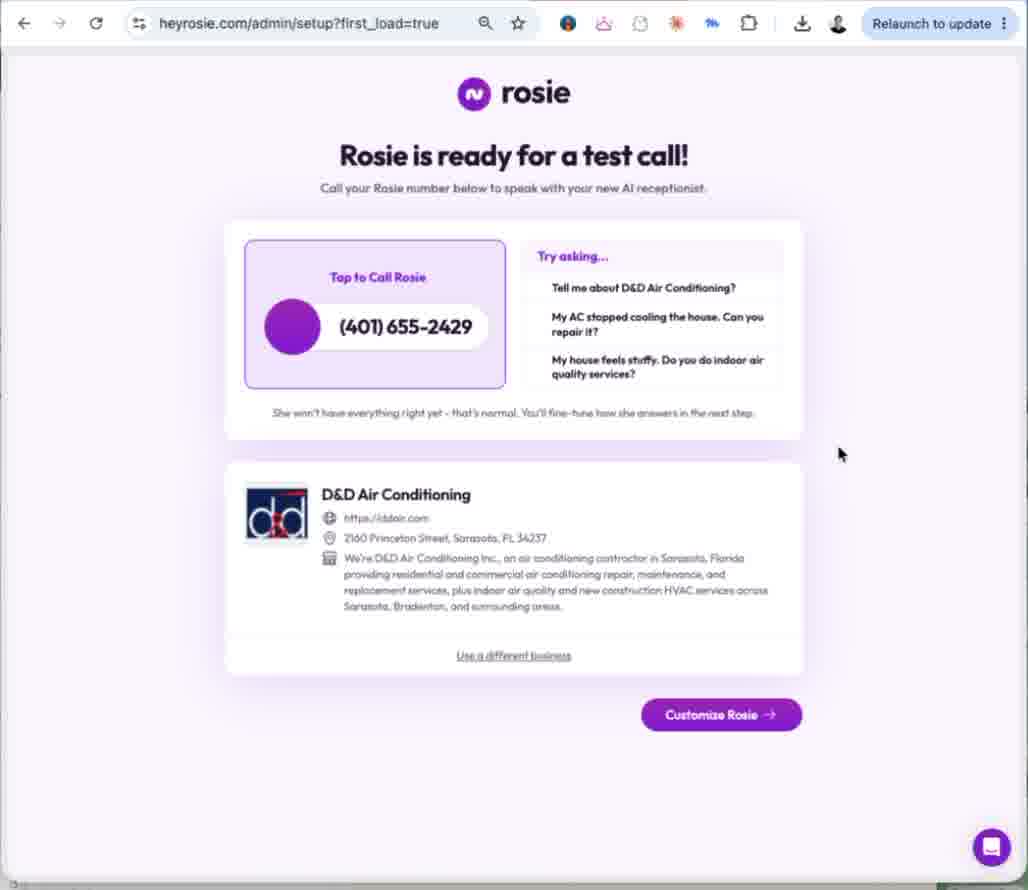 heyrosie.com/admin/setup?first_load=true
Relaunch to update
rosie
Rosie is ready for a test call!
Call your Rosie number below to speak with your new AI receptionist.
Tap to Call Rosie
(401) 655-2429
Try asking...
Tell me about D&D Air Conditioning?
My AC stopped cooling the house. Can you
repair it?
My house feels stuffy. Do you do indoor air
quality services?
She won't have everything right yet - that's normal. You'll fine-tune how she answers in the next step.
d&d
D&D Air Conditioning
https://ddair.com
2160 Princeton Street, Sarasota, FL 34237
We're D&D Air Conditioning Inc., an air conditioning contractor in Sarasota, Florida
providing residential and commercial air conditioning repair, maintenance, and
replacement services, plus indoor air quality and new construction HVAC services across
Sarasota, Bradenton, and surrounding areas.
Use a different business
Customize Rosie →